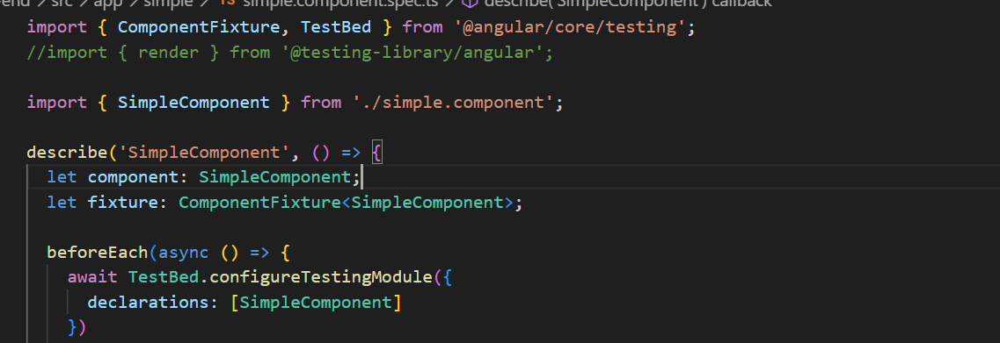 end > src > app > simple > TS simple.component.spec.ts > describe('SimpleComponent') callback
import { ComponentFixture, TestBed } from '@angular/core/testing';
//import { render } from '@testing-library/angular';
import { SimpleComponent } from './simple.component';
describe('SimpleComponent', () => {
let component: SimpleComponent;
let fixture: ComponentFixture<SimpleComponent>;
beforeEach(async () => {
await TestBed.configureTestingModule({
declarations: [SimpleComponent]
})